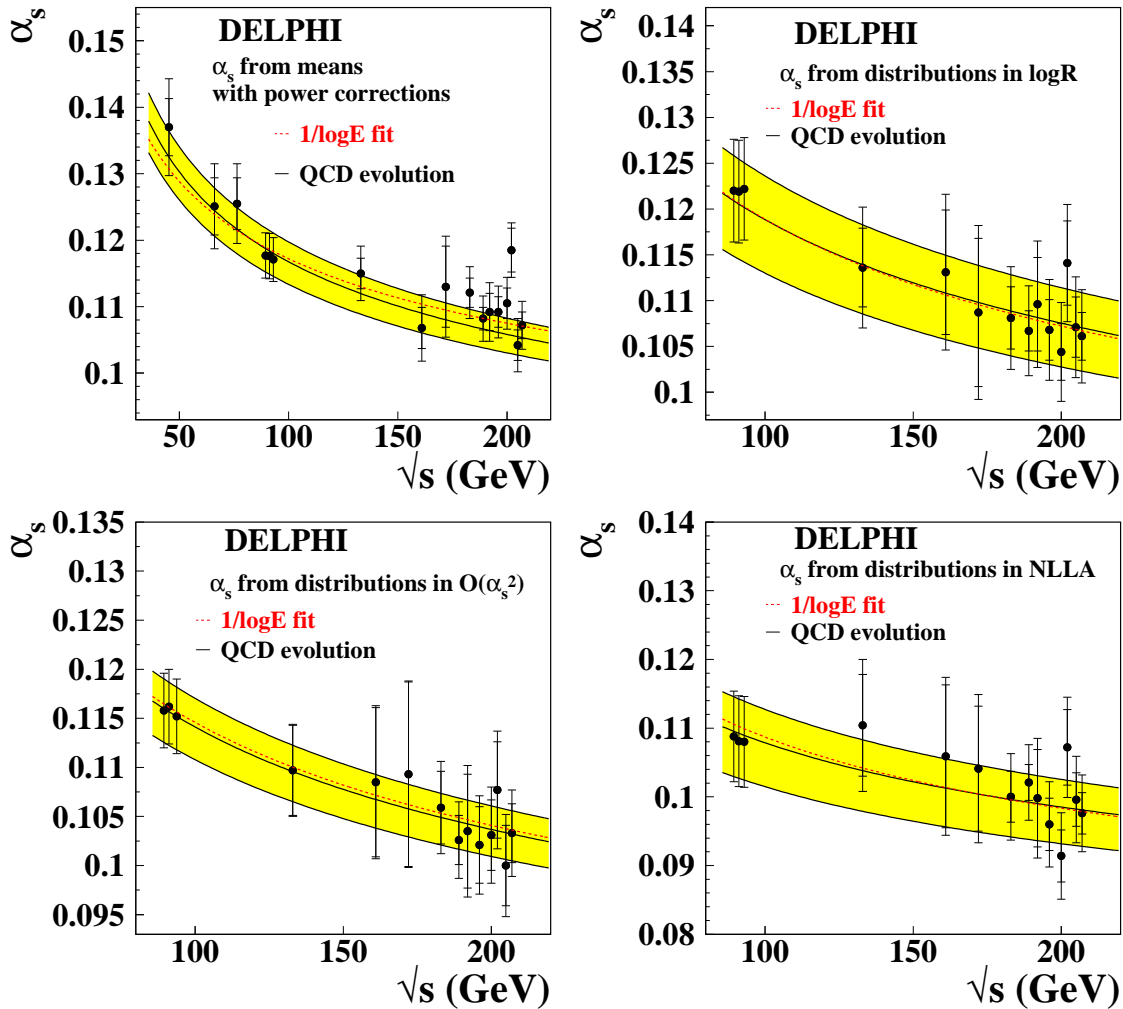 α_s
DELPHI
α_s from means
with power corrections
1/logE fit
QCD evolution
0.15
0.14
0.13
0.12
0.11
0.1
50
100
150
200
√s (GeV)
α_s
DELPHI
α_s from distributions in logR
1/logE fit
QCD evolution
0.14
0.135
0.13
0.125
0.12
0.115
0.11
0.105
0.1
100
150
200
√s (GeV)
α_s
DELPHI
α_s from distributions in O(α_s²)
1/logE fit
QCD evolution
0.135
0.13
0.125
0.12
0.115
0.11
0.105
0.1
0.095
100
150
200
√s (GeV)
α_s
DELPHI
α_s from distributions in NLLA
1/logE fit
QCD evolution
0.14
0.13
0.12
0.11
0.1
0.09
0.08
100
150
200
√s (GeV)